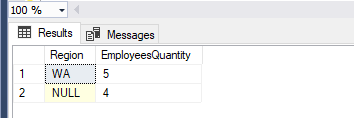 100 %
Results Messages
Region EmployeesQuantity
1 WA 5
2 NULL 4